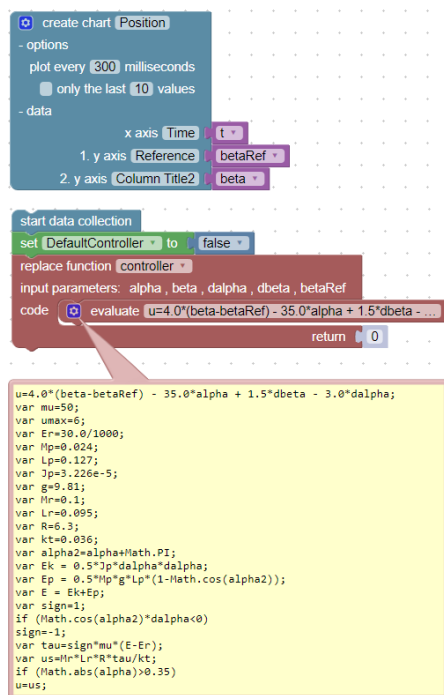 create chart Position
- options
plot every 300 milliseconds
only the last 10 values
- data
x axis Time t
1. y axis Reference betaRef
2. y axis Column Title2 beta
start data collection
set DefaultController to false
replace function controller
input parameters: alpha , beta , dalpha , dbeta , betaRef
code evaluate u=4.0*(beta-betaRef) - 35.0*alpha + 1.5*dbeta - ...
return 0
u=4.0*(beta-betaRef) - 35.0*alpha + 1.5*dbeta - 3.0*dalpha;
var mu=50;
var umax=6;
var Er=30.0/1000;
var Mp=0.024;
var Lp=0.127;
var Jp=3.226e-5;
var g=9.81;
var Mr=0.1;
var Lr=0.095;
var R=6.3;
var kt=0.036;
var alpha2=alpha+Math.PI;
var Ek = 0.5*Jp*dalpha*dalpha;
var Ep = 0.5*Mp*g*Lp*(1-Math.cos(alpha2));
var E = Ek+Ep;
var sign=1;
if (Math.cos(alpha2)*dalpha<0)
sign=-1;
var tau=sign*mu*(E-Er);
var us=Mr*Lr*R*tau/kt;
if (Math.abs(alpha)>0.35)
u=us;